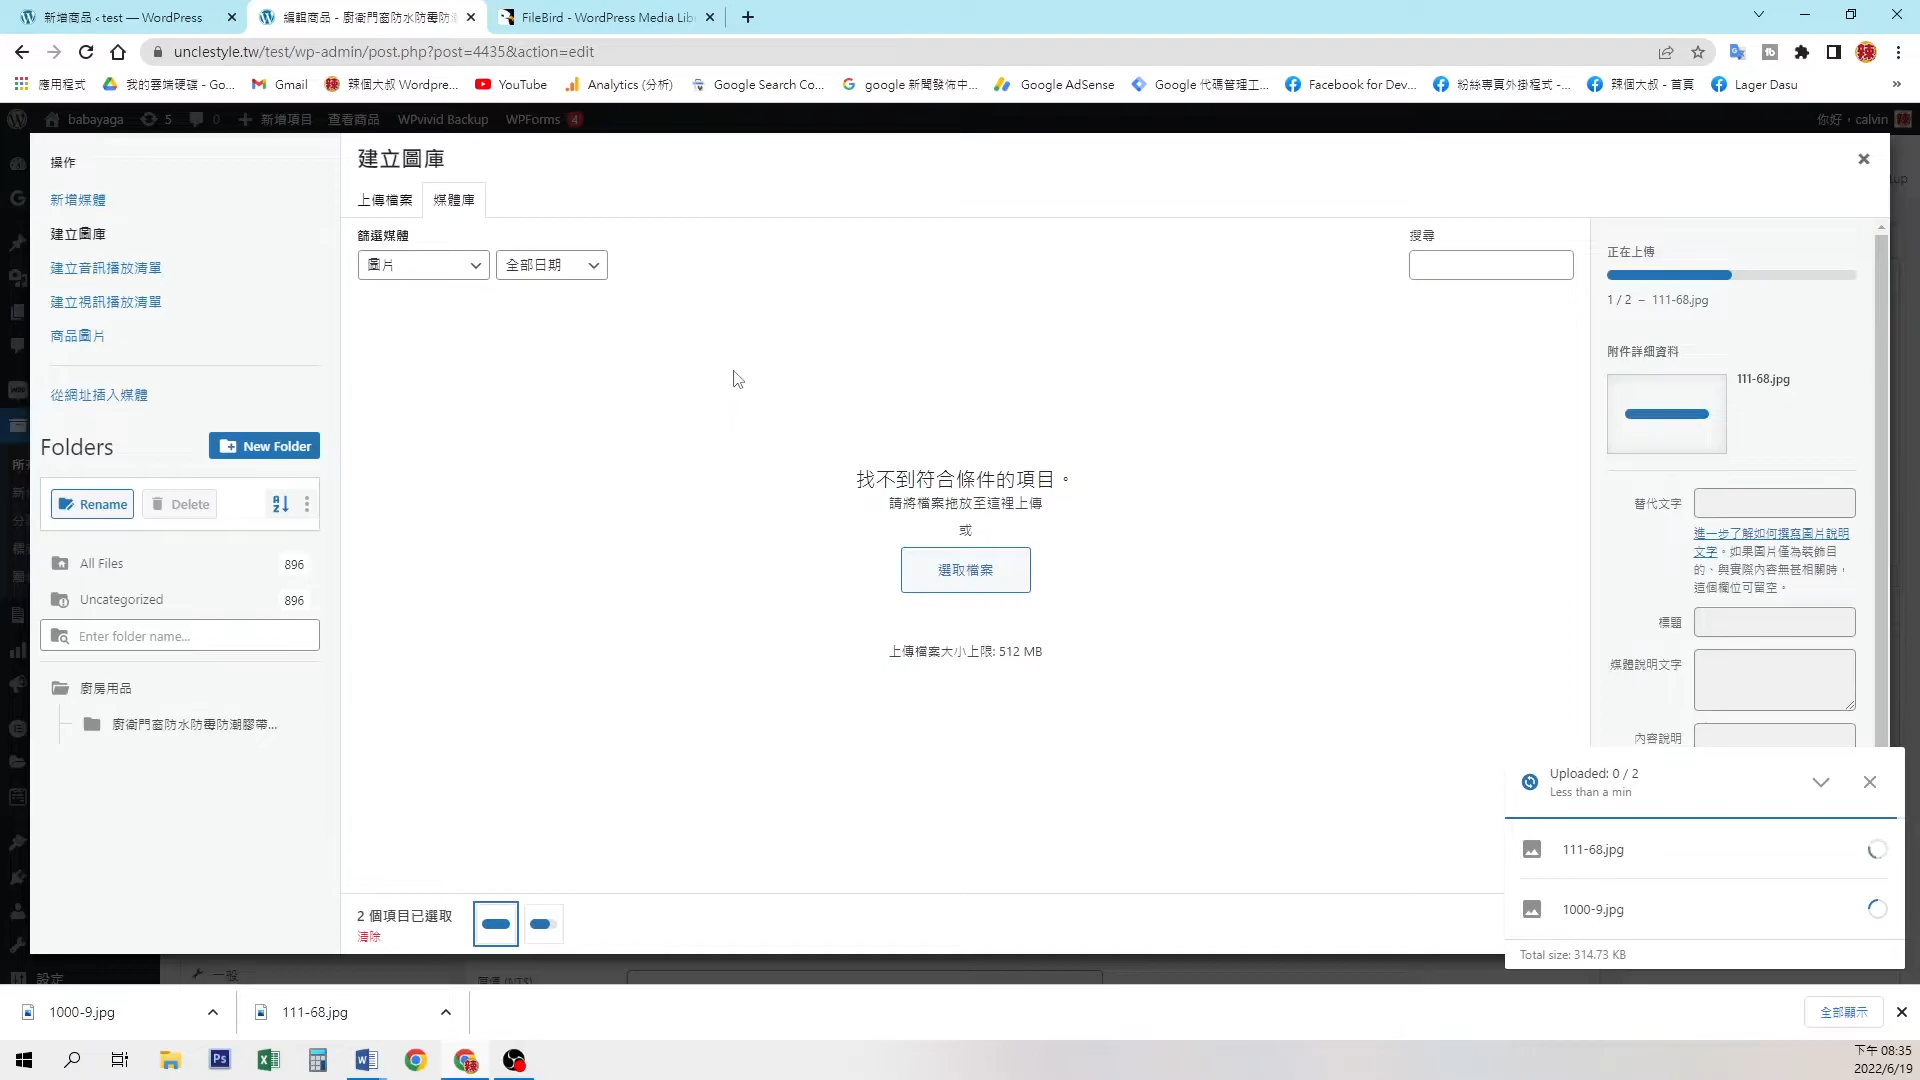 新增商品 ‹ test — WordPress
編輯商品 - 廚衛門窗防水防霉防潮
FileBird - WordPress Media Lib
unclestyle.tw/test/wp-admin/post.php?post=4435&action=edit
應用程式
我的雲端硬碟 - Go...
Gmail
辣個大叔 Wordpre...
YouTube
Analytics (分析)
Google Search Co...
google 新聞發佈中...
Google AdSense
Google 代碼管理工...
Facebook for Dev...
粉絲專頁外掛程式 -...
辣個大叔 - 首頁
Lager Dasu
»
babayaga
5
0
新增項目
查看商品
WPvivid Backup
WPForms
4
你好，calvin
操作
新增媒體
建立圖庫
建立音訊播放清單
建立視訊播放清單
商品圖片
從網址插入媒體
Folders
New Folder
Rename
Delete
All Files
896
Uncategorized
896
Enter folder name...
廚房用品
廚衛門窗防水防霉防潮膠帶...
建立圖庫
上傳檔案
媒體庫
篩選媒體
圖片
全部日期
搜尋
找不到符合條件的項目。
請將檔案拖放至這裡上傳
或
選取檔案
上傳檔案大小上限: 512 MB
2 個項目已選取
清除
正在上傳
1 / 2 – 111-68.jpg
附件詳細資料
111-68.jpg
替代文字
進一步了解如何撰寫圖片說明
文字。如果圖片僅為裝飾目
的、與實際內容無甚相關時，
這個欄位可留空。
標題
媒體說明文字
內容說明
Uploaded: 0 / 2
Less than a min
111-68.jpg
1000-9.jpg
Total size: 314.73 KB
設定
一般
1000-9.jpg
111-68.jpg
全部顯示
下午 08:35
2022/6/19